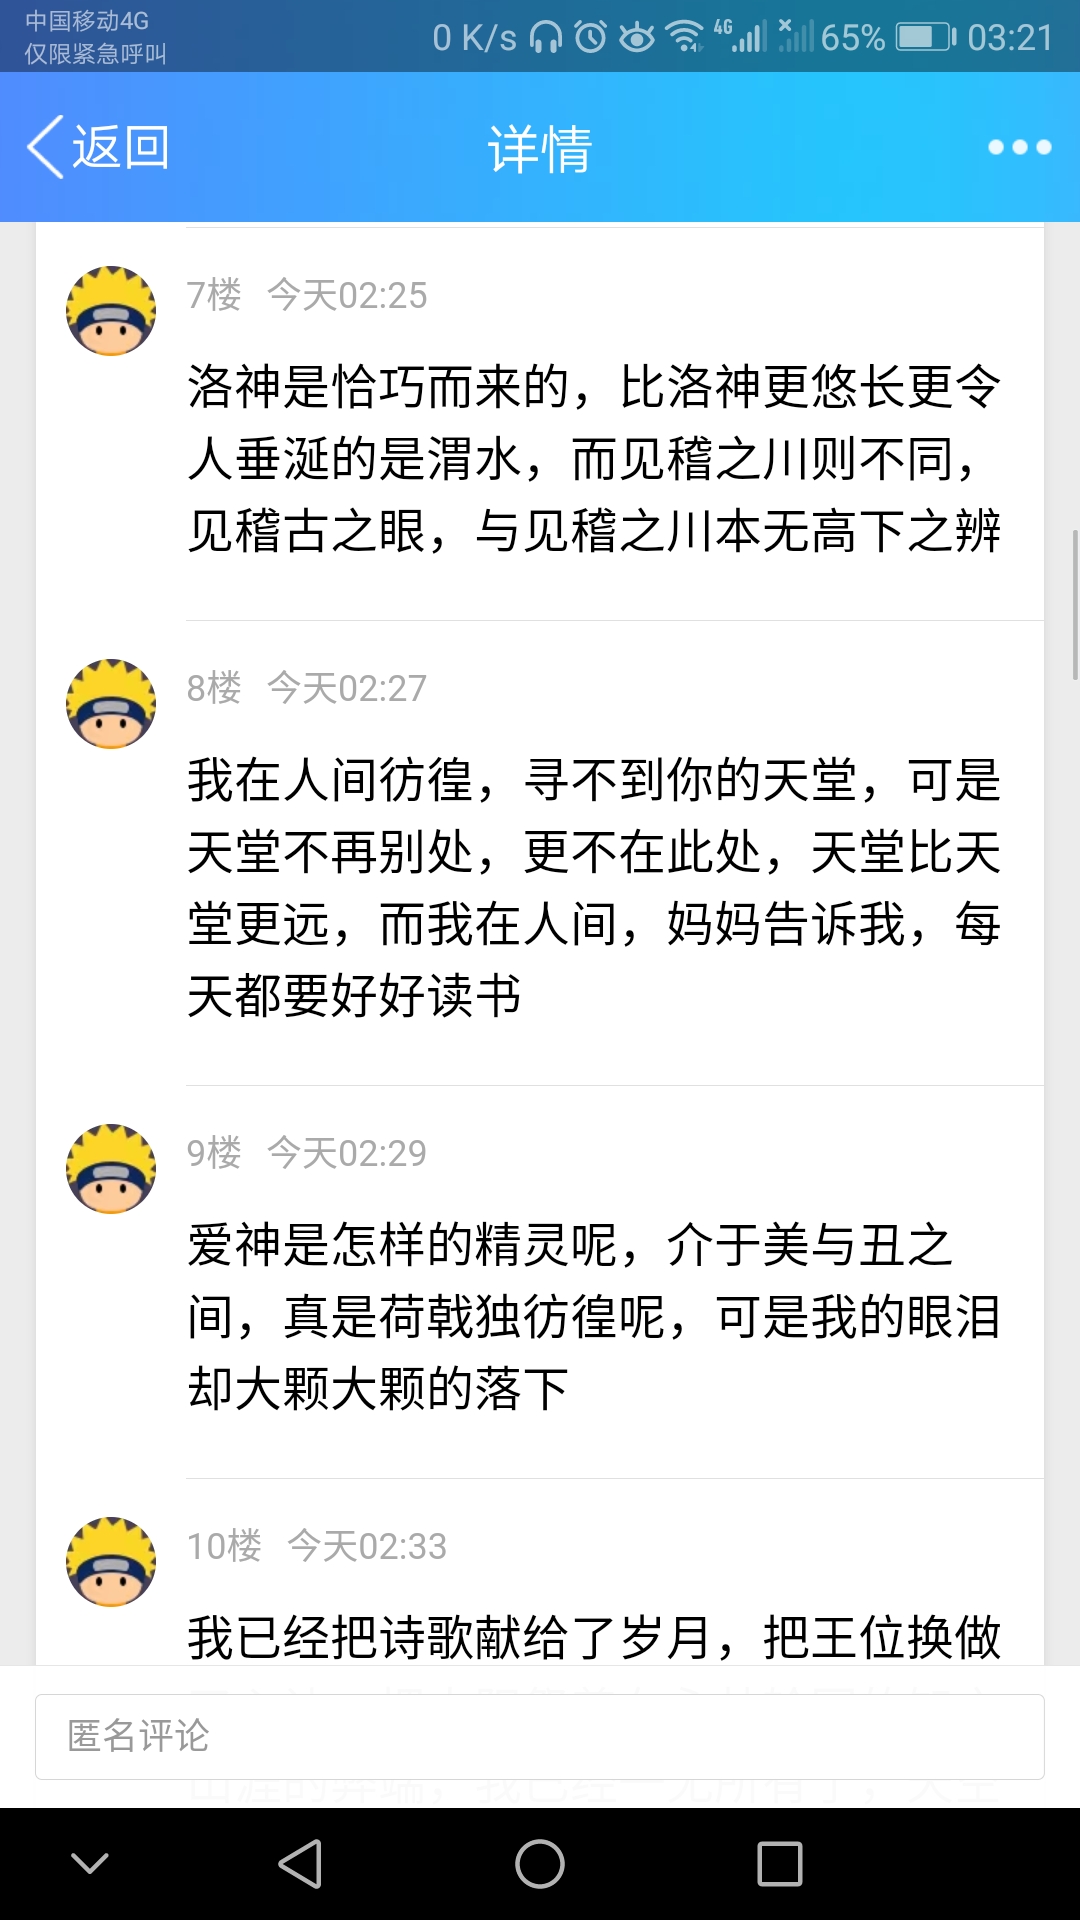 中国移动4G
仅限紧急呼叫
0 K/s 4G 65% 03:21
返回 详情
7楼 今天02:25
洛神是恰巧而来的，比洛神更悠长更令
人垂涎的是渭水，而见稽之川则不同，
见稽古之眼，与见稽之川本无高下之辨
8楼 今天02:27
我在人间彷徨，寻不到你的天堂，可是
天堂不再别处，更不在此处，天堂比天
堂更远，而我在人间，妈妈告诉我，每
天都要好好读书
9楼 今天02:29
爱神是怎样的精灵呢，介于美与丑之
间，真是荷戟独彷徨呢，可是我的眼泪
却大颗大颗的落下
10楼 今天02:33
我已经把诗歌献给了岁月，把王位换做
匿名评论